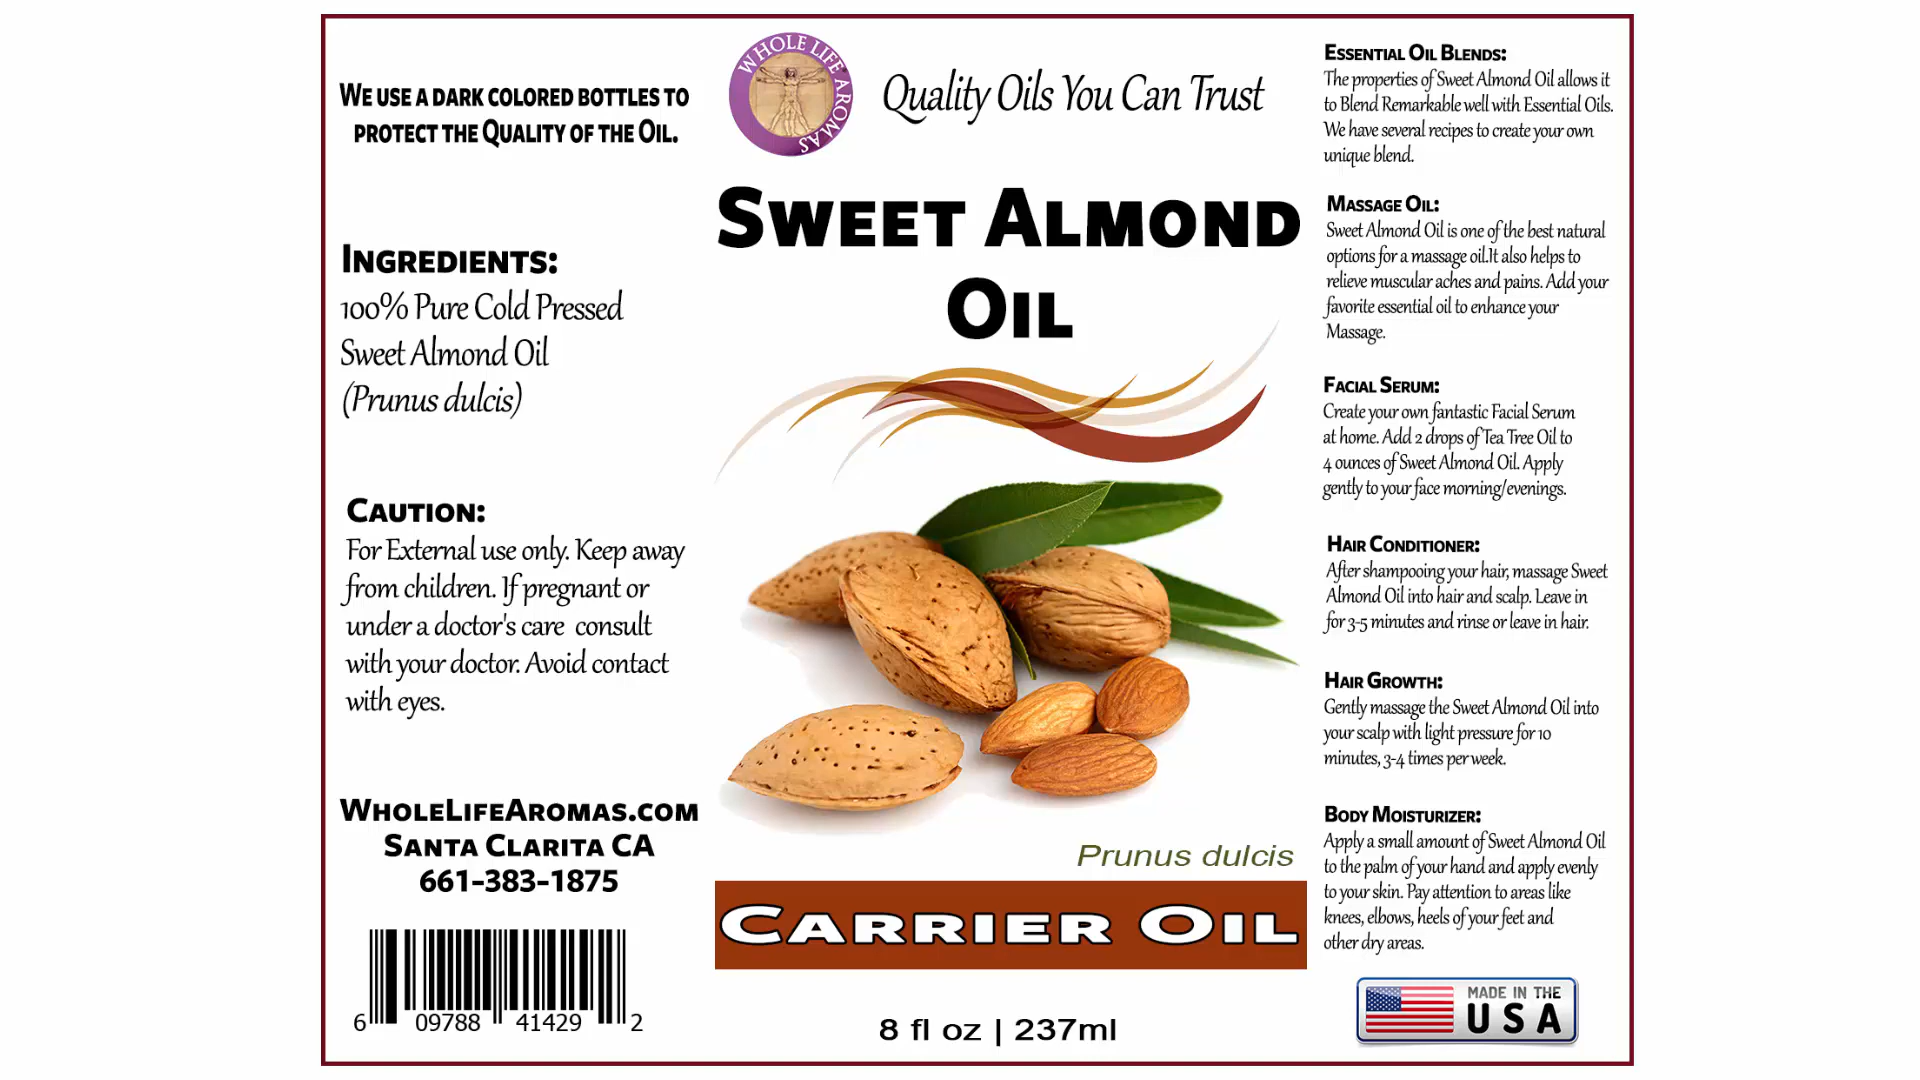 WE USE A DARK COLORED BOTTLES TO
PROTECT THE QUALITY OF THE OIL.
INGREDIENTS:
100% Pure Cold Pressed
Sweet Almond Oil
(Prunus dulcis)
CAUTION:
For External use only. Keep away
from children. If pregnant or
under a doctor's care consult
with your doctor. Avoid contact
with eyes.
WHOLELIFEAROMAS.COM
SANTA CLARITA CA
661-383-1875
6 09788 41429 2
WHOLE LIFE AROMAS
Quality Oils You Can Trust
SWEET ALMOND
OIL
Prunus dulcis
CARRIER OIL
8 fl oz | 237ml
ESSENTIAL OIL BLENDS:
The properties of Sweet Almond Oil allows it
to Blend Remarkable well with Essential Oils.
We have several recipes to create your own
unique blend.
MASSAGE OIL:
Sweet Almond Oil is one of the best natural
options for a massage oil.It also helps to
relieve muscular aches and pains. Add your
favorite essential oil to enhance your
Massage.
FACIAL SERUM:
Create your own fantastic Facial Serum
at home. Add 2 drops of Tea Tree Oil to
4 ounces of Sweet Almond Oil. Apply
gently to your face morning/evenings.
HAIR CONDITIONER:
After shampooing your hair, massage Sweet
Almond Oil into hair and scalp. Leave in
for 3-5 minutes and rinse or leave in hair.
HAIR GROWTH:
Gently massage the Sweet Almond Oil into
your scalp with light pressure for 10
minutes, 3-4 times per week.
BODY MOISTURIZER:
Apply a small amount of Sweet Almond Oil
to the palm of your hand and apply evenly
to your skin. Pay attention to areas like
knees, elbows, heels of your feet and
other dry areas.
MADE IN THE
USA